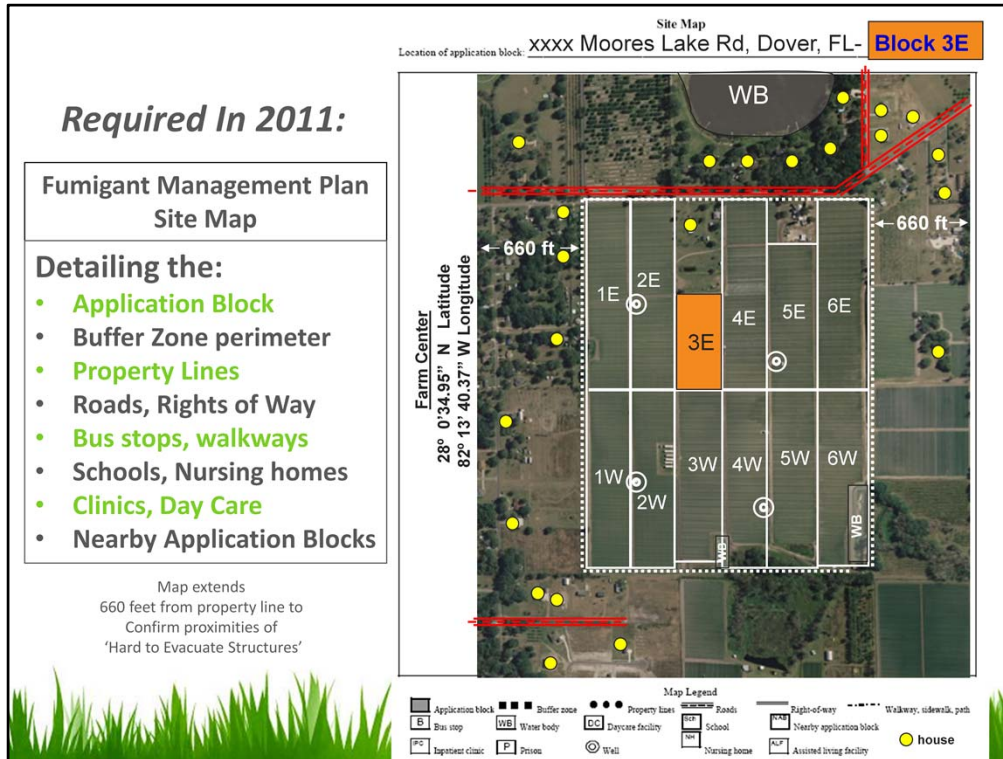 Required In 2011:
Fumigant Management Plan
Site Map
Detailing the:
• Application Block
• Buffer Zone perimeter
• Property Lines
• Roads, Rights of Way
• Bus stops, walkways
• Schools, Nursing homes
• Clinics, Day Care
• Nearby Application Blocks
Map extends
660 feet from property line to
Confirm proximities of
‘Hard to Evacuate Structures’
Site Map
Location of application block: xxxx Moores Lake Rd, Dover, FL- Block 3E
Farm Center
28º 0'34.95” N Latitude
82º 13' 40.37” W Longitude
WB
660 ft
660 ft
1E
2E
3E
4E
5E
6E
1W
2W
3W
4W
5W
6W
WB
WB
Map Legend
Application block Buffer zone Property lines Roads Right-of-way Walkway, sidewalk, path
B Bus stop WB Water body DC Daycare facility Sch School NAB Nearby application block
IPC Inpatient clinic P Prison Well NH Nursing home ALF Assisted living facility house